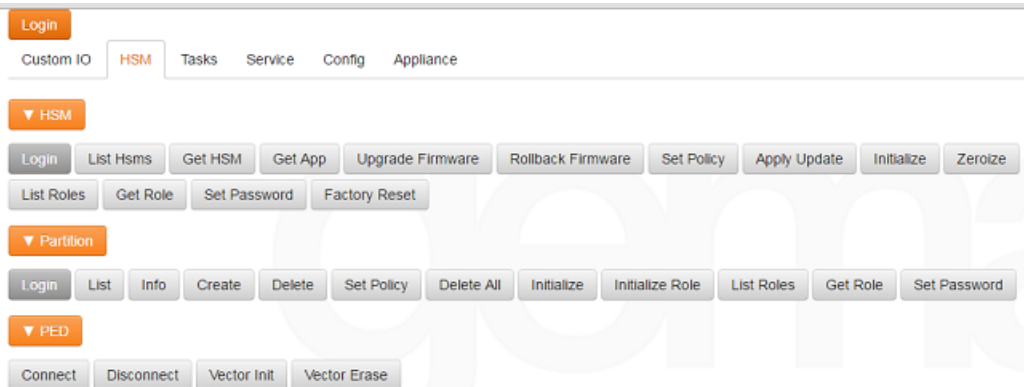 Login
Custom IO HSM Tasks Service Config Appliance
▼ HSM
Login List Hsms Get HSM Get App Upgrade Firmware Rollback Firmware Set Policy Apply Update Initialize Zeroize
List Roles Get Role Set Password Factory Reset
▼ Partition
Login List Info Create Delete Set Policy Delete All Initialize Initialize Role List Roles Get Role Set Password
▼ PED
Connect Disconnect Vector Init Vector Erase